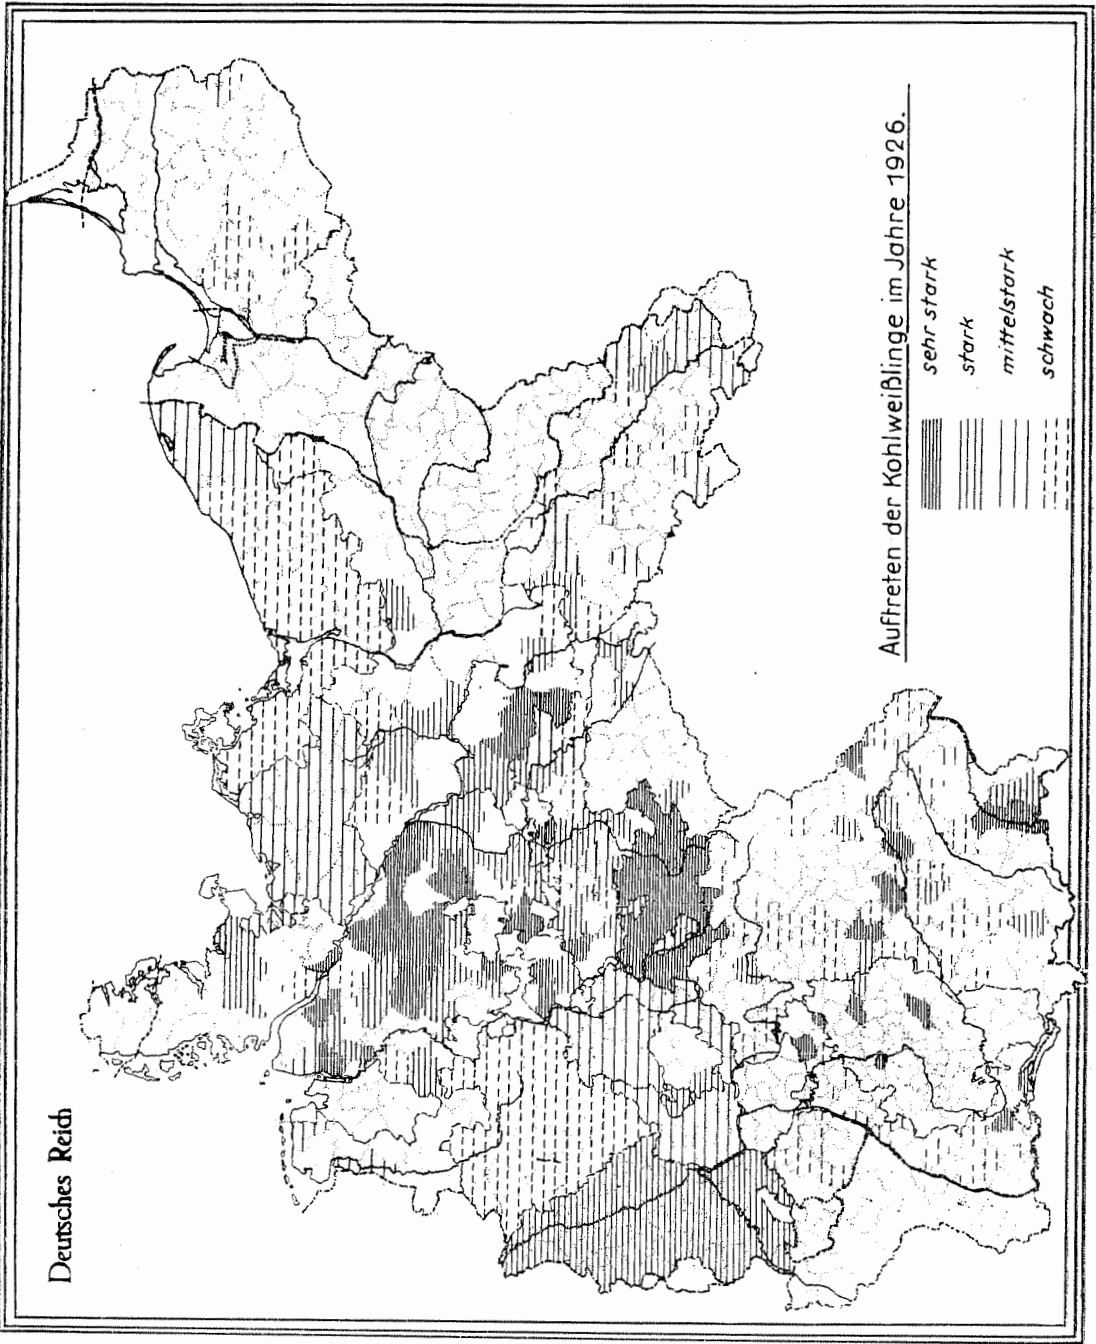 Deutsches Reich
Auftreten der Kohlweißlinge im Jahre 1926.
sehr stark
stark
mittelstark
schwach